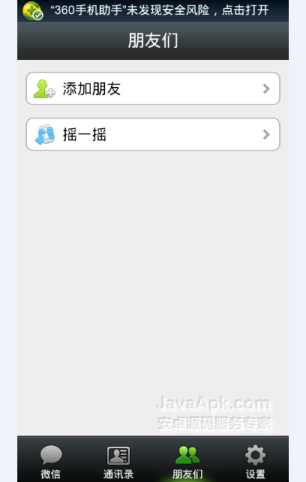 “360手机助手”未发现安全风险，点击打开
朋友们
添加朋友
摇一摇
JavaApk.com
安卓源码服务专家
微信 通讯录 朋友们 设置